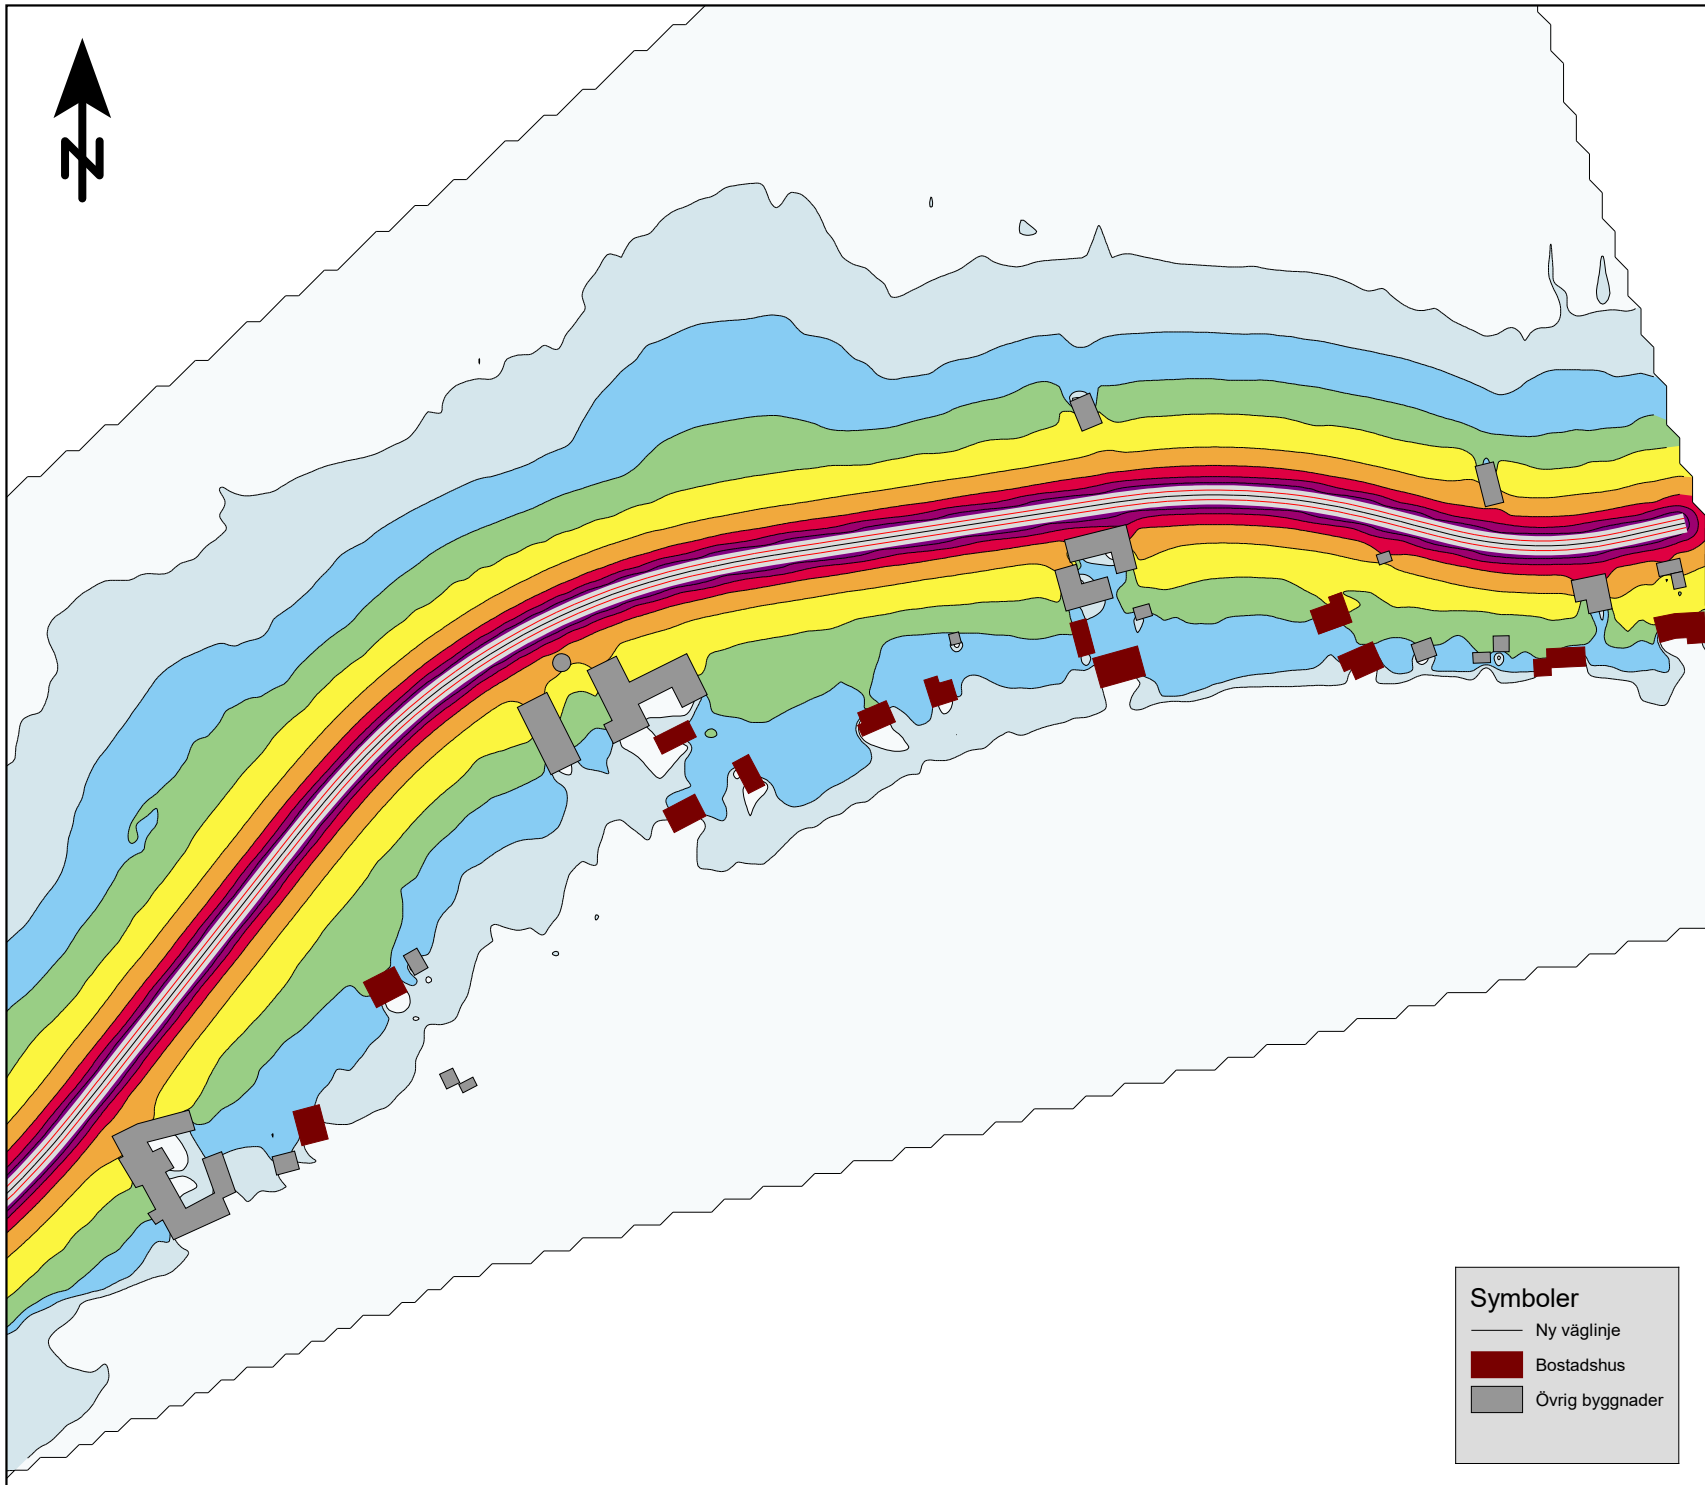 N
Symboler
Ny väglinje
Bostadshus
Övrig byggnader